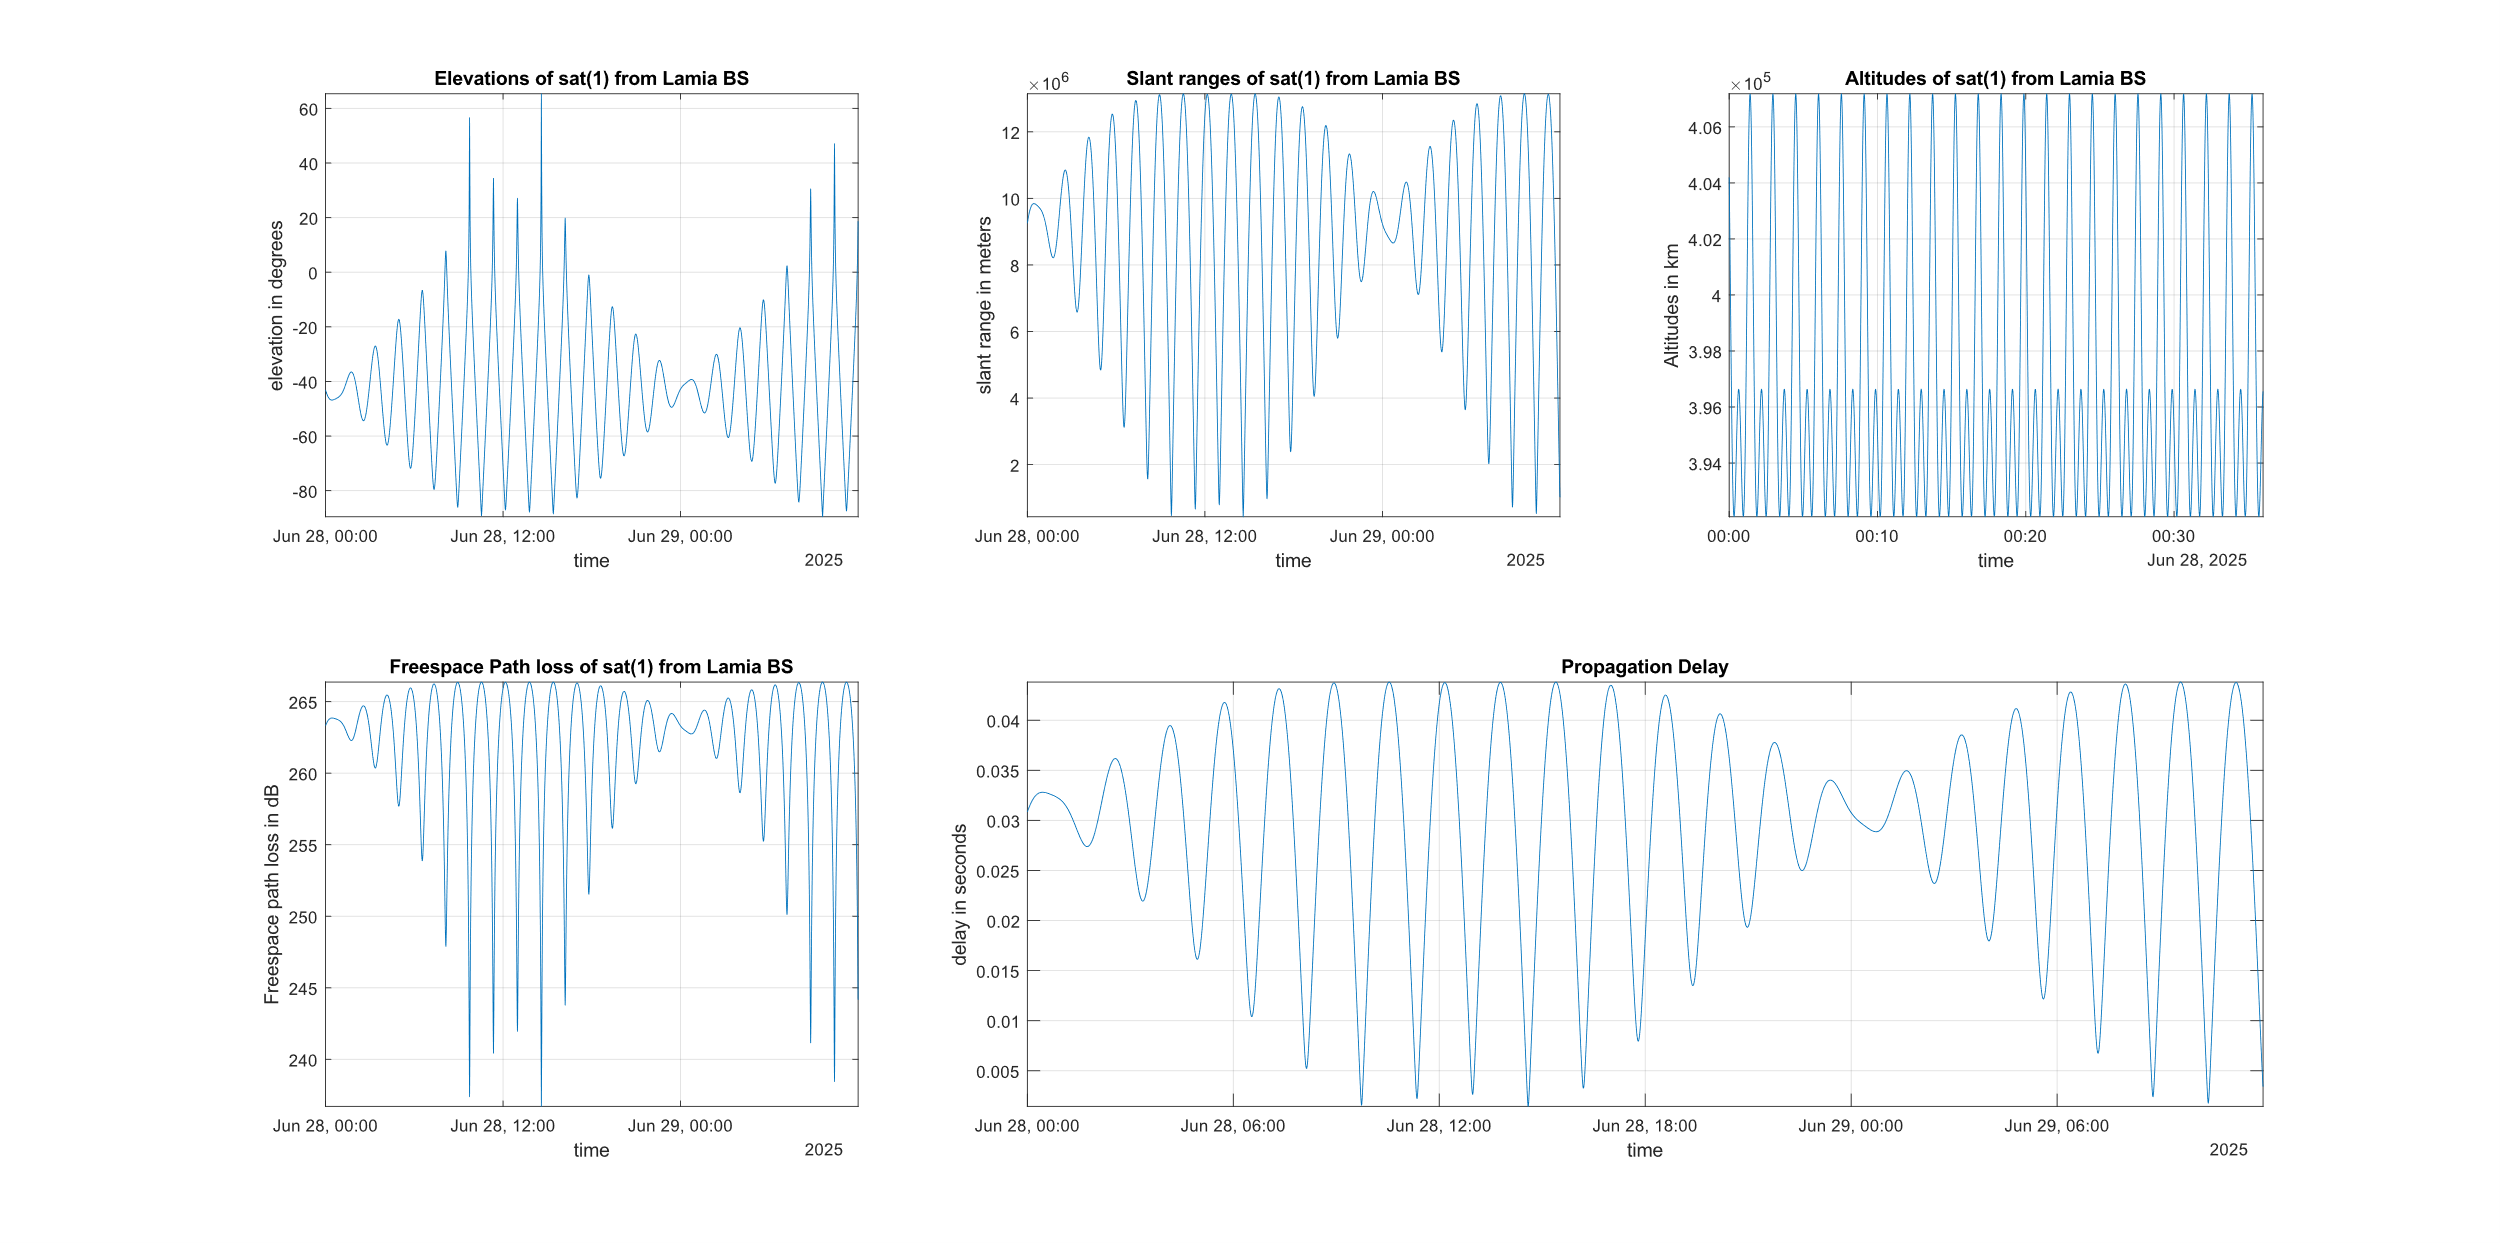 Elevations of sat(1) from Lamia BS
60
40
20
0
-20
-40
-60
-80
elevation in degrees
Jun 28, 00:00 Jun 28, 12:00 Jun 29, 00:00
time
2025
Slant ranges of sat(1) from Lamia BS
×10⁶
12
10
8
6
4
2
slant range in meters
Jun 28, 00:00 Jun 28, 12:00 Jun 29, 00:00
time
2025
Altitudes of sat(1) from Lamia BS
×10⁵
4.06
4.04
4.02
4
3.98
3.96
3.94
Altitudes in km
00:00 00:10 00:20 00:30
time
Jun 28, 2025
Freespace Path loss of sat(1) from Lamia BS
265
260
255
250
245
240
Freespace path loss in dB
Jun 28, 00:00 Jun 28, 12:00 Jun 29, 00:00
time
2025
Propagation Delay
0.04
0.035
0.03
0.025
0.02
0.015
0.01
0.005
delay in seconds
Jun 28, 00:00 Jun 28, 06:00 Jun 28, 12:00 Jun 28, 18:00 Jun 29, 00:00 Jun 29, 06:00
time
2025